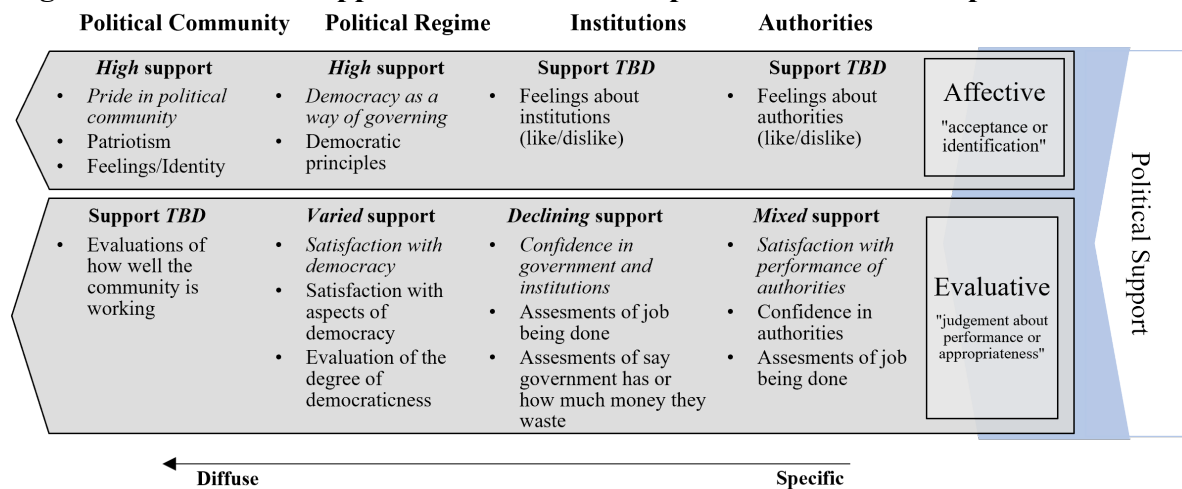 Political Community
Political Regime
Institutions
Authorities
High support
• Pride in political
community
• Patriotism
• Feelings/Identity
High support
• Democracy as a
way of governing
• Democratic
principles
Support TBD
• Feelings about
institutions
(like/dislike)
Support TBD
• Feelings about
authorities
(like/dislike)
Affective
"acceptance or
identification"
Support TBD
• Evaluations of
how well the
community is
working
Varied support
• Satisfaction with
democracy
• Satisfaction with
aspects of
democracy
• Evaluation of the
degree of
democraticness
Declining support
• Confidence in
government and
institutions
• Assesments of job
being done
• Assesments of say
government has or
how much money they
waste
Mixed support
• Satisfaction with
performance of
authorities
• Confidence in
authorities
• Assesments of job
being done
Evaluative
"judgement about
performance or
appropriateness"
Political Support
Diffuse
Specific